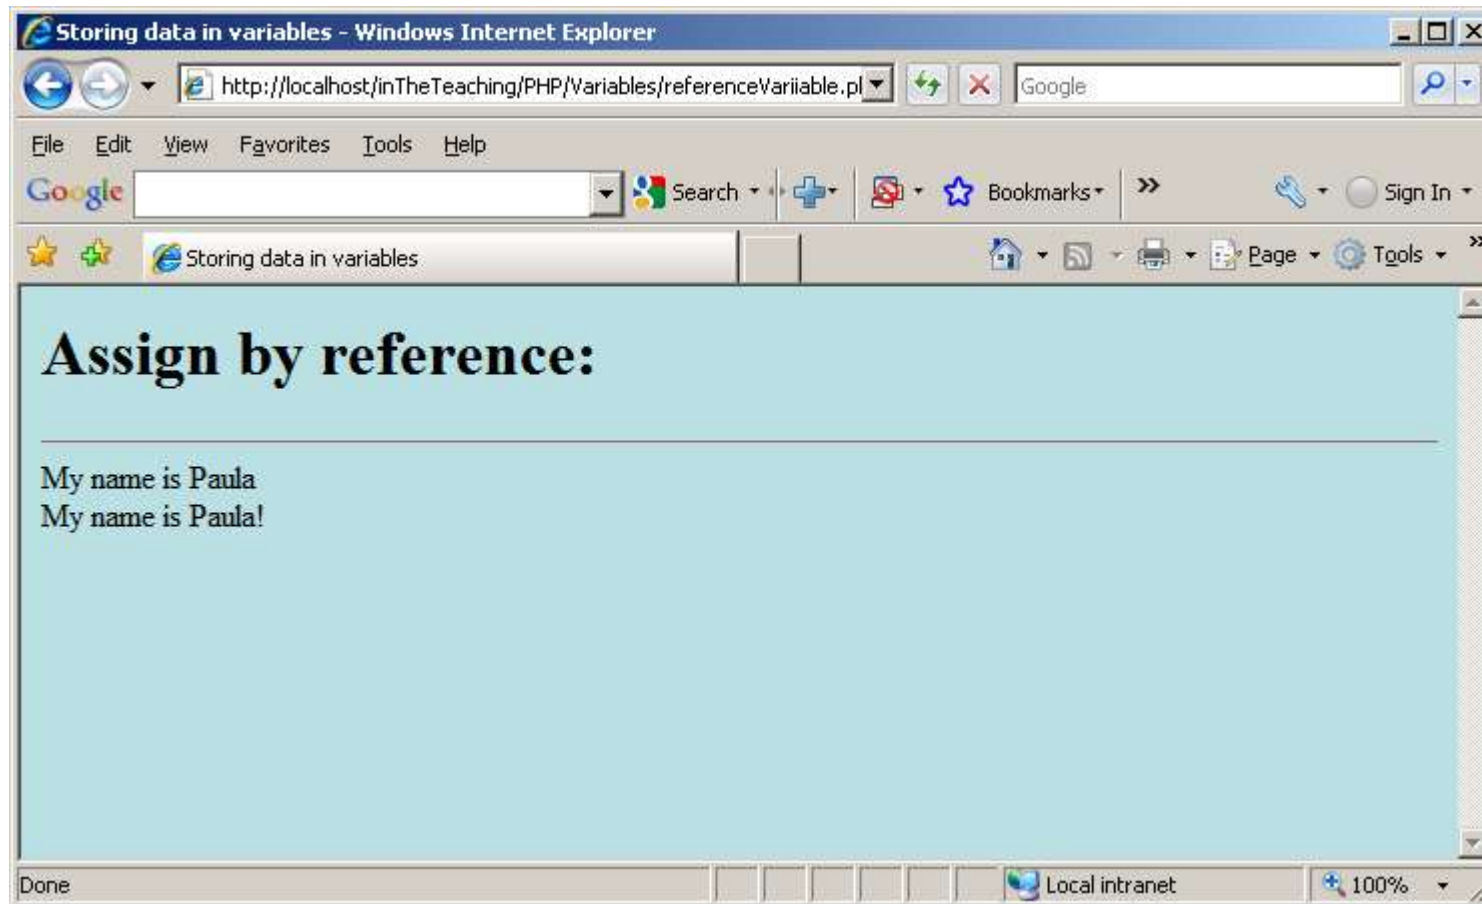 Storing data in variables - Windows Internet Explorer
http://localhost/inTheTeaching/PHP/Variables/referenceVariiable.pl
Google
File Edit View Favorites Tools Help
Google Search Bookmarks » Sign In
Storing data in variables Page Tools »
Assign by reference:
My name is Paula
My name is Paula!
Done Local intranet 100%